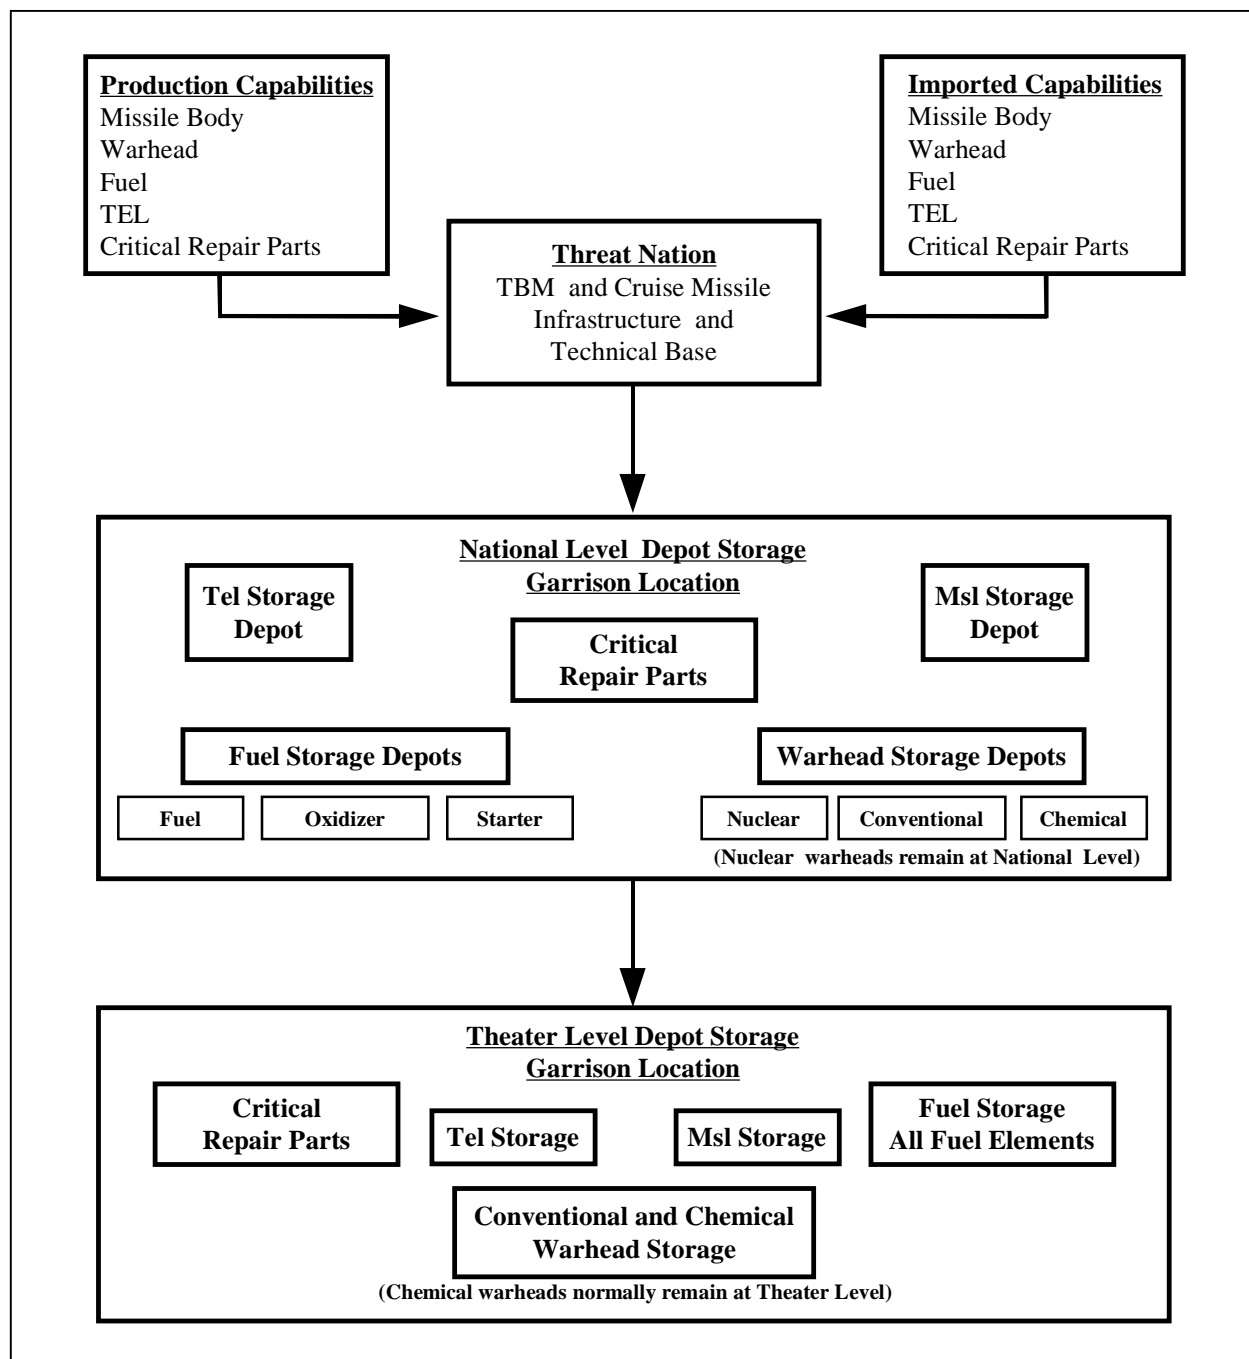 Production Capabilities
Missile Body
Warhead
Fuel
TEL
Critical Repair Parts
Imported Capabilities
Missile Body
Warhead
Fuel
TEL
Critical Repair Parts
Threat Nation
TBM and Cruise Missile
Infrastructure and
Technical Base
National Level Depot Storage
Garrison Location
Tel Storage
Depot
Msl Storage
Depot
Critical
Repair Parts
Fuel Storage Depots
Warhead Storage Depots
Fuel
Oxidizer
Starter
Nuclear
Conventional
Chemical
(Nuclear warheads remain at National Level)
Theater Level Depot Storage
Garrison Location
Critical
Repair Parts
Tel Storage
Msl Storage
Fuel Storage
All Fuel Elements
Conventional and Chemical
Warhead Storage
(Chemical warheads normally remain at Theater Level)